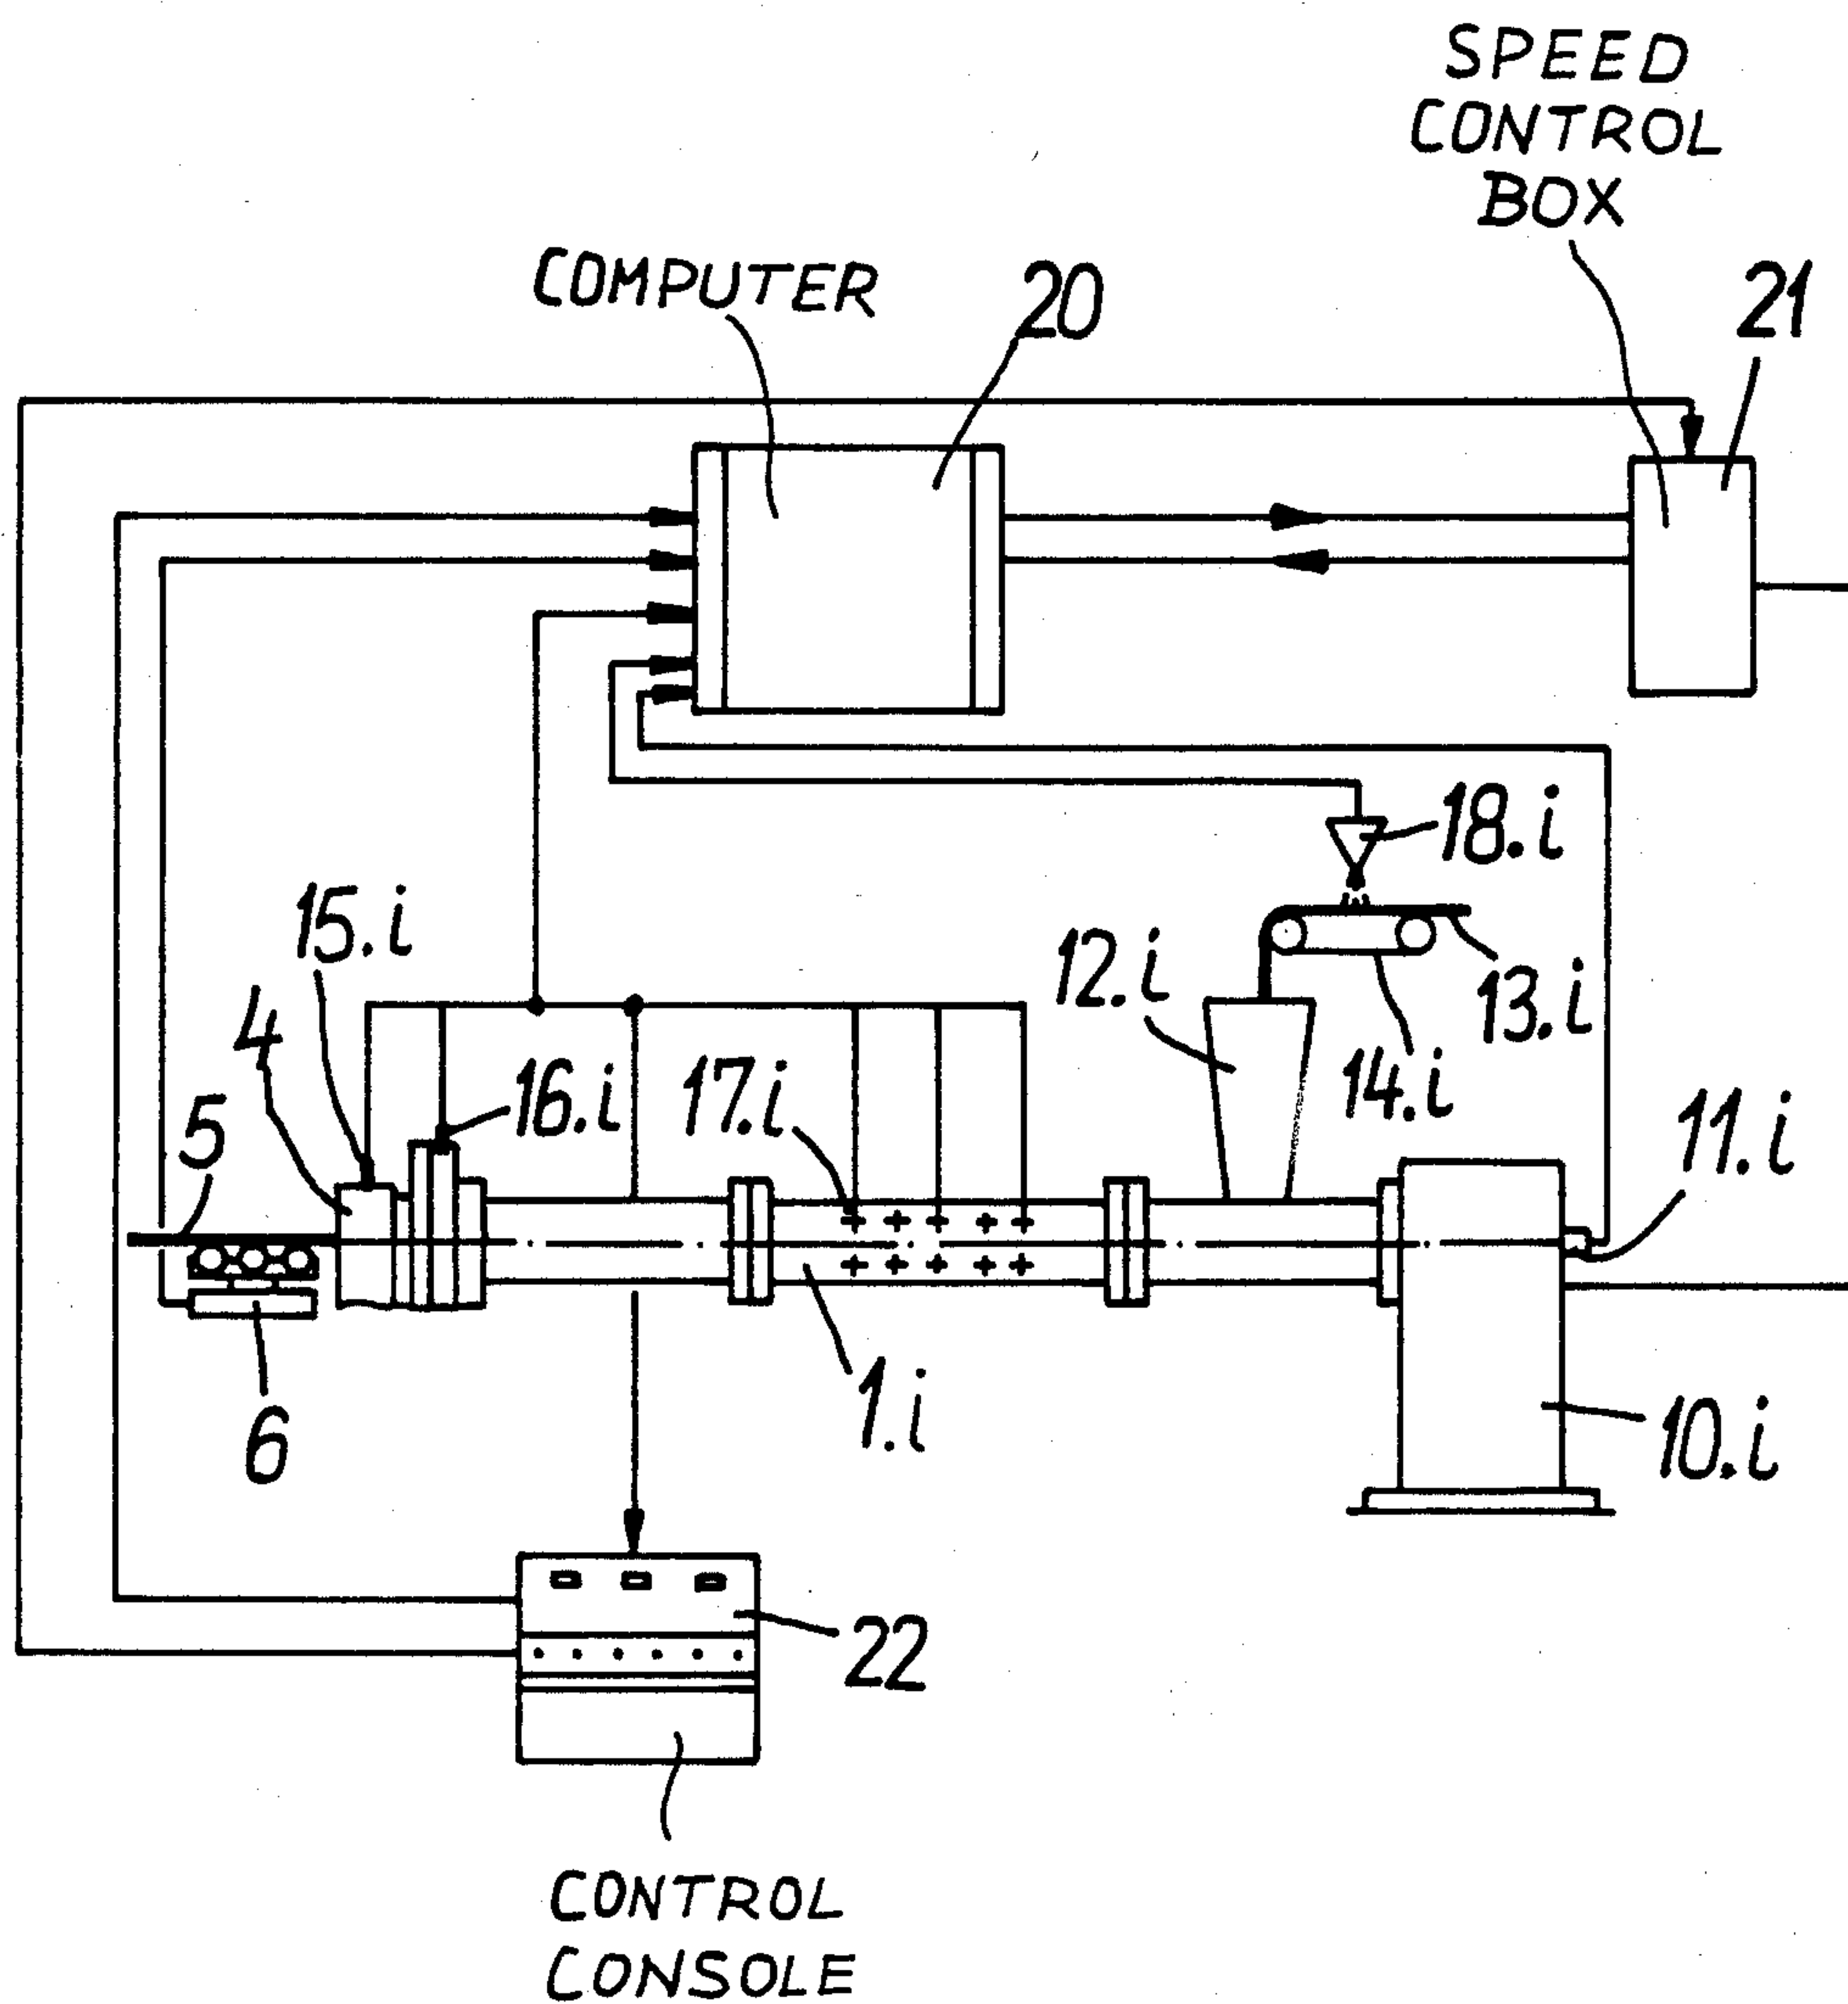 SPEED
CONTROL
BOX
COMPUTER
20
21
18.i
15.i
12.i
13.i
4
16.i
17.i
14.i
11.i
5
1.i
6
10.i
22
CONTROL
CONSOLE